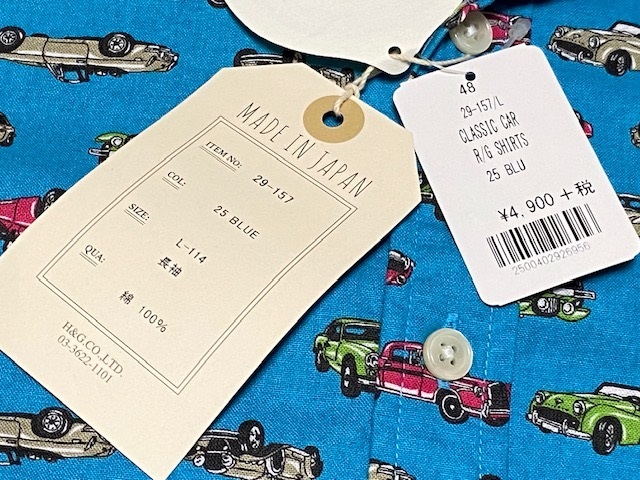 MADE IN JAPAN
ITEM NO: 29-157
COL: 25 BLUE
SIZE: L-114
長袖
QUA: 綿 100%
H&G.CO.,LTD.
03-3622-1101
48
29-157/L
CLASSIC CAR
R/G SHIRTS
25 BLU
¥4,900 +税
2500402926956